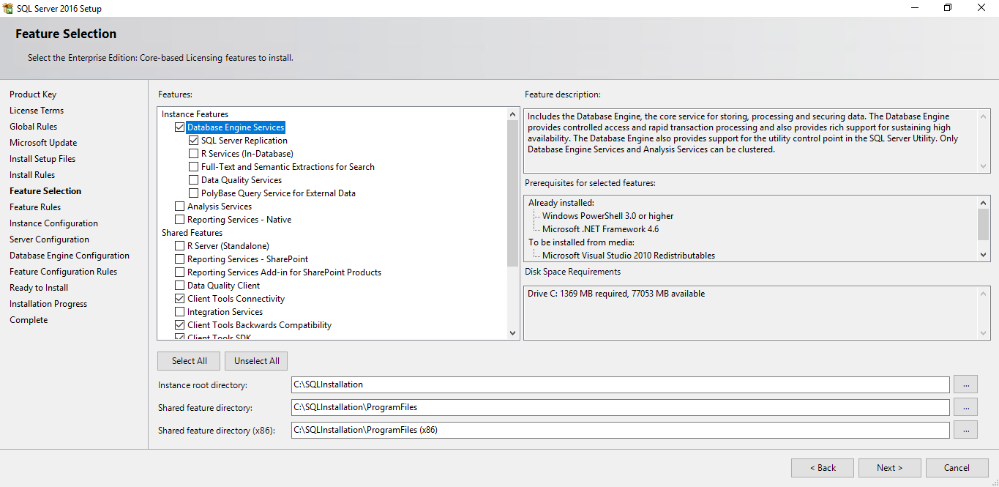 SQL Server 2016 Setup
Feature Selection
Select the Enterprise Edition: Core-based Licensing features to install.
Product Key
License Terms
Global Rules
Microsoft Update
Install Setup Files
Install Rules
Feature Selection
Feature Rules
Instance Configuration
Server Configuration
Database Engine Configuration
Feature Configuration Rules
Ready to Install
Installation Progress
Complete
Features:
Instance Features
Database Engine Services
SQL Server Replication
R Services (In-Database)
Full-Text and Semantic Extractions for Search
Data Quality Services
PolyBase Query Service for External Data
Analysis Services
Reporting Services - Native
Shared Features
R Server (Standalone)
Reporting Services - SharePoint
Reporting Services Add-in for SharePoint Products
Data Quality Client
Client Tools Connectivity
Integration Services
Client Tools Backwards Compatibility
Client Tools SDK
Feature description:
Includes the Database Engine, the core service for storing, processing and securing data. The Database Engine
provides controlled access and rapid transaction processing and also provides rich support for sustaining high
availability. The Database Engine also provides support for the utility control point in the SQL Server Utility. Only
Database Engine Services and Analysis Services can be clustered.
Prerequisites for selected features:
Already installed:
Windows PowerShell 3.0 or higher
Microsoft .NET Framework 4.6
To be installed from media:
Microsoft Visual Studio 2010 Redistributables
Disk Space Requirements
Drive C: 1369 MB required, 77053 MB available
Select All
Unselect All
Instance root directory:
C:\SQLInstallation
...
Shared feature directory:
C:\SQLInstallation\ProgramFiles
...
Shared feature directory (x86):
C:\SQLInstallation\ProgramFiles (x86)
...
< Back
Next >
Cancel